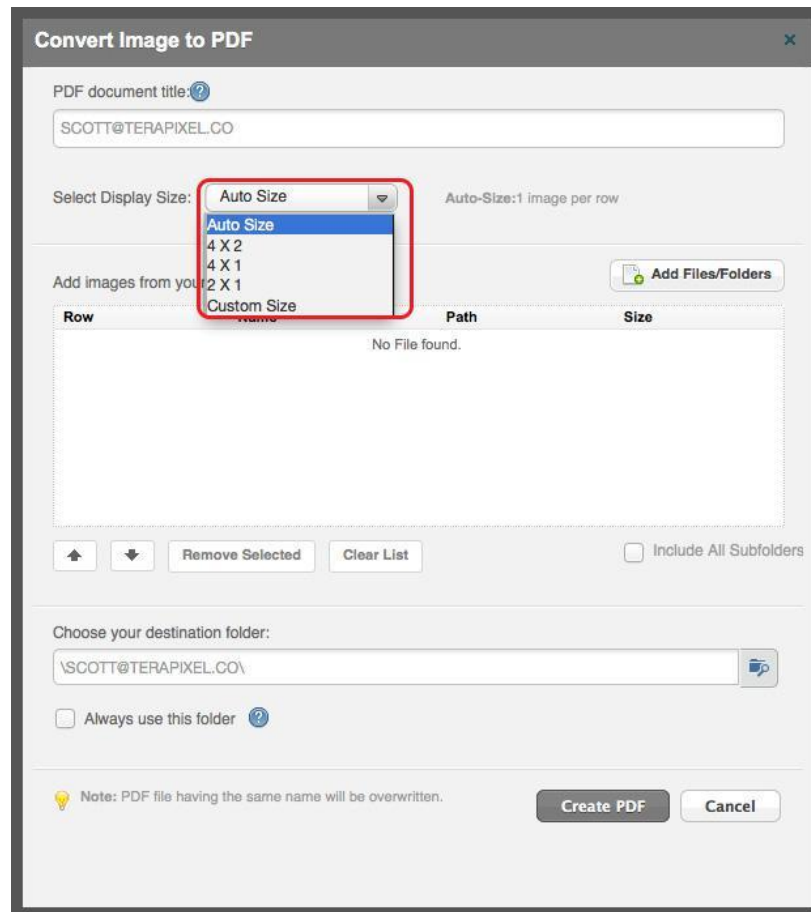 Convert Image to PDF ×
PDF document title: ?
SCOTT@TERAPIXEL.CO
Select Display Size: Auto Size Auto-Size:1 image per row
Auto Size
4 X 2
4 X 1
2 X 1
Custom Size
Add images from your
Add Files/Folders
Row Name Path Size
No File found.
Remove Selected Clear List Include All Subfolders
Choose your destination folder:
\SCOTT@TERAPIXEL.CO\
Always use this folder ?
Note: PDF file having the same name will be overwritten.
Create PDF Cancel